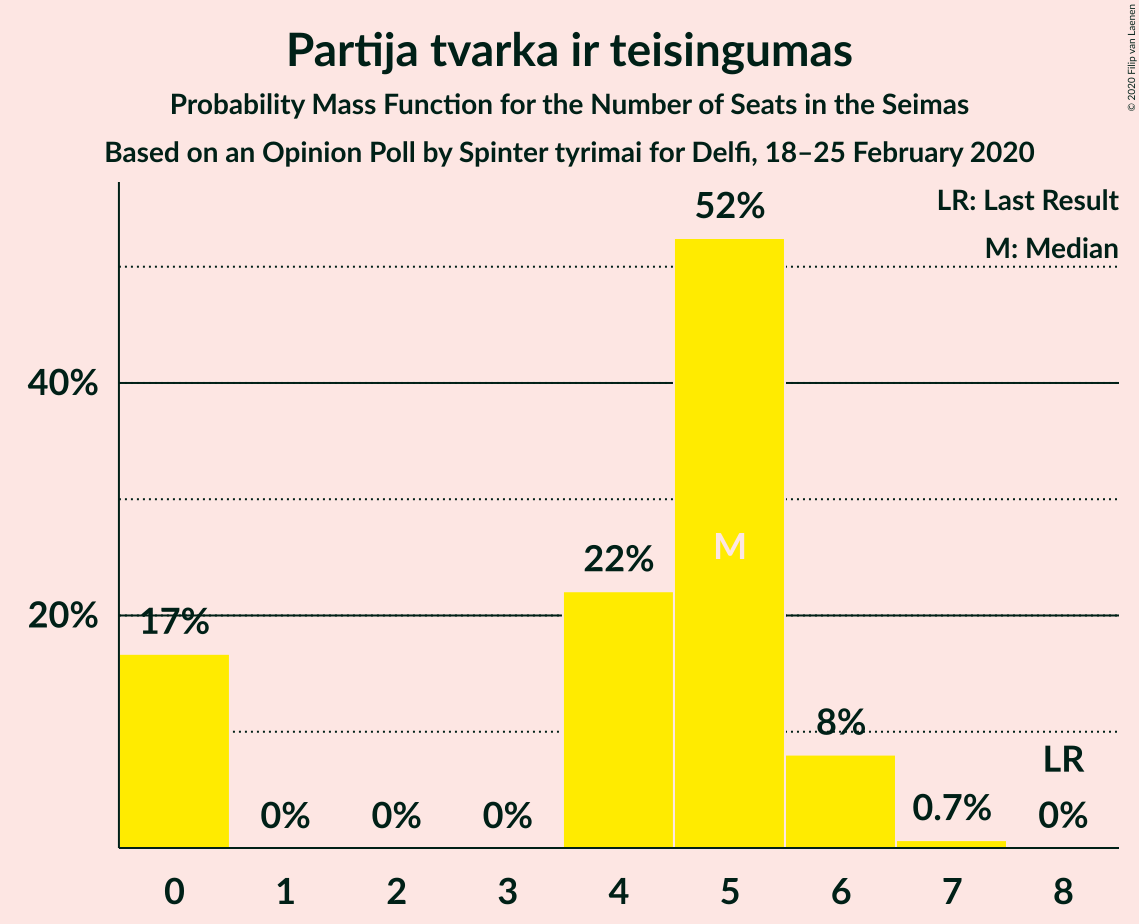 Partija tvarka ir teisingumas
Probability Mass Function for the Number of Seats in the Seimas
Based on an Opinion Poll by Spinter tyrimai for Delfi, 18–25 February 2020
© 2020 Filip van Laenen
LR: Last Result
M: Median
52%
40%
M
22%
20%
17%
8%
LR
0%
0%
0%
0.7%
0%
0 1 2 3 4 5 6 7 8